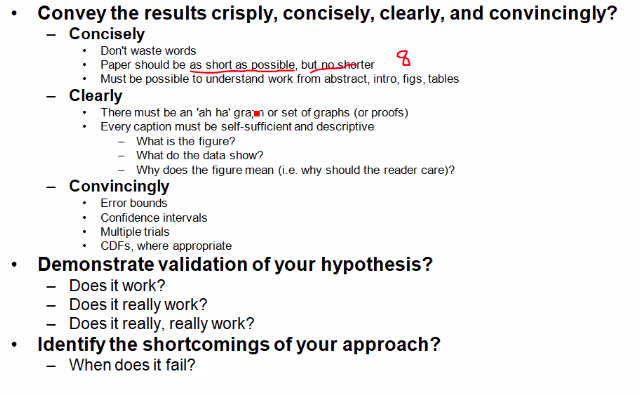 • Convey the results crisply, concisely, clearly, and convincingly?
– Concisely
• Don't waste words
• Paper should be as short as possible, but no shorter 8
• Must be possible to understand work from abstract, intro, figs, tables
– Clearly
• There must be an 'ah ha' graph or set of graphs (or proofs)
• Every caption must be self-sufficient and descriptive
– What is the figure?
– What do the data show?
– Why does the figure mean (i.e. why should the reader care)?
– Convincingly
• Error bounds
• Confidence intervals
• Multiple trials
• CDFs, where appropriate
• Demonstrate validation of your hypothesis?
– Does it work?
– Does it really work?
– Does it really, really work?
• Identify the shortcomings of your approach?
– When does it fail?